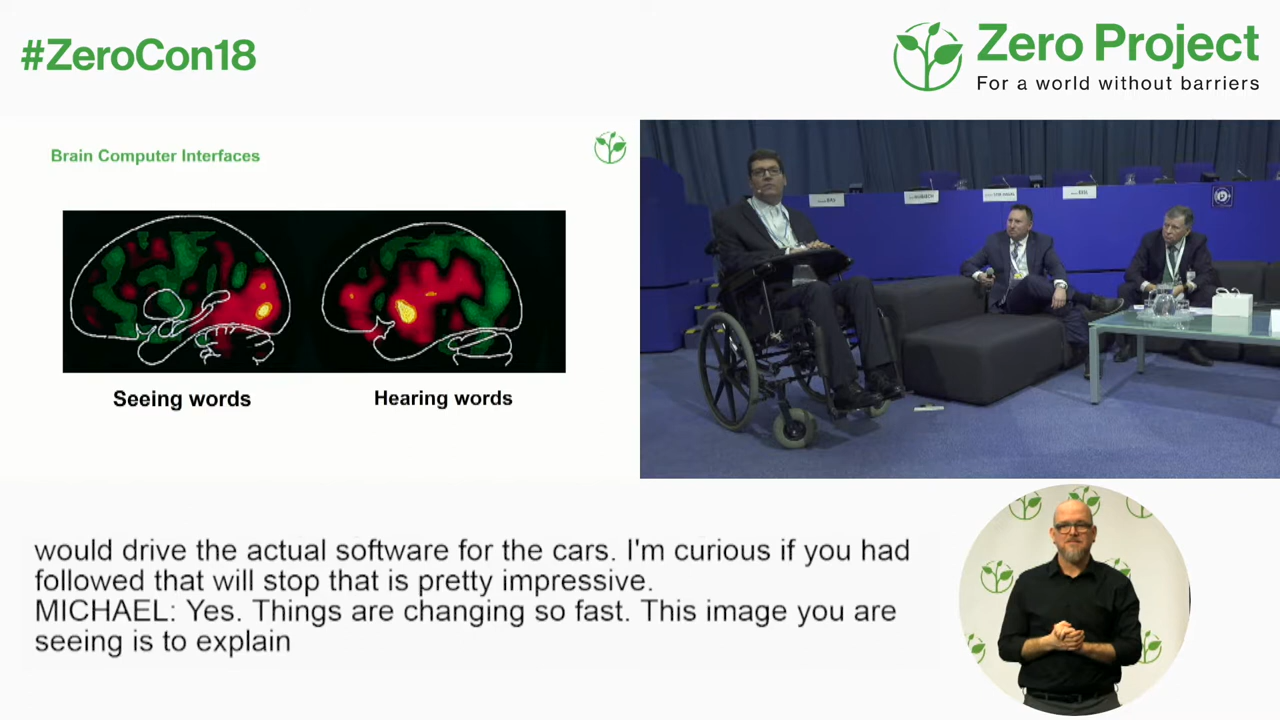 #ZeroCon18
Zero Project
For a world without barriers
Brain Computer Interfaces
Seeing words
Hearing words
would drive the actual software for the cars. I'm curious if you had
followed that will stop that is pretty impressive.
MICHAEL: Yes. Things are changing so fast. This image you are
seeing is to explain